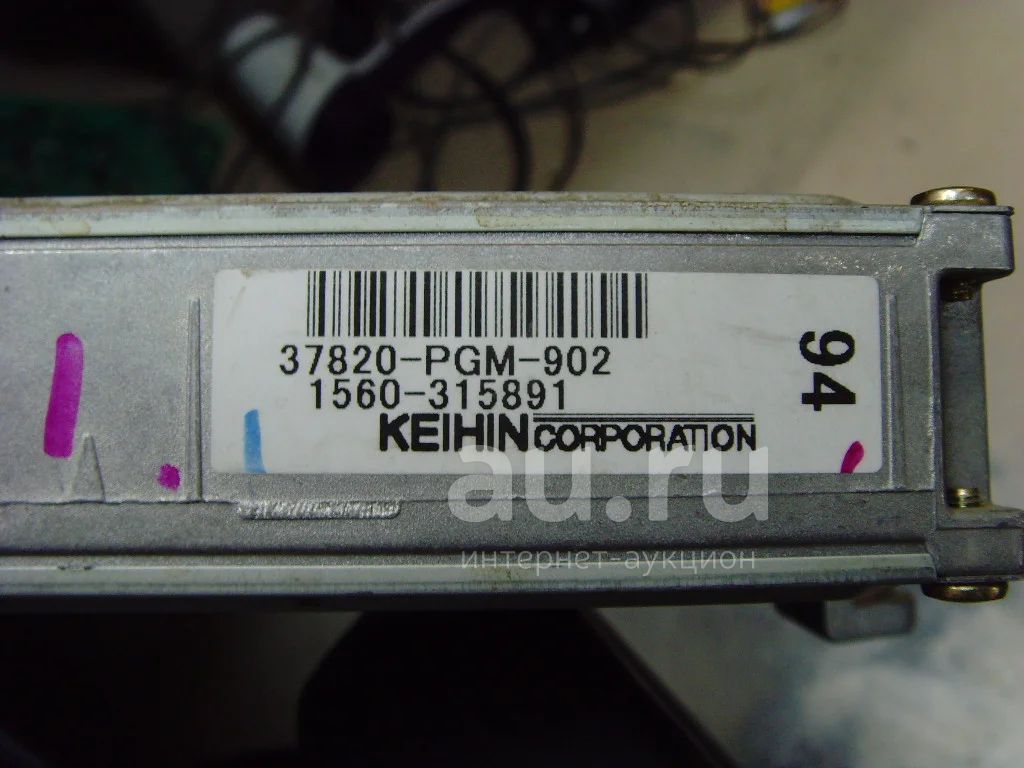 37820-PGM-902
1560-315891
KEIHIN CORPORATION
94
au.ru
интернет-аукцион